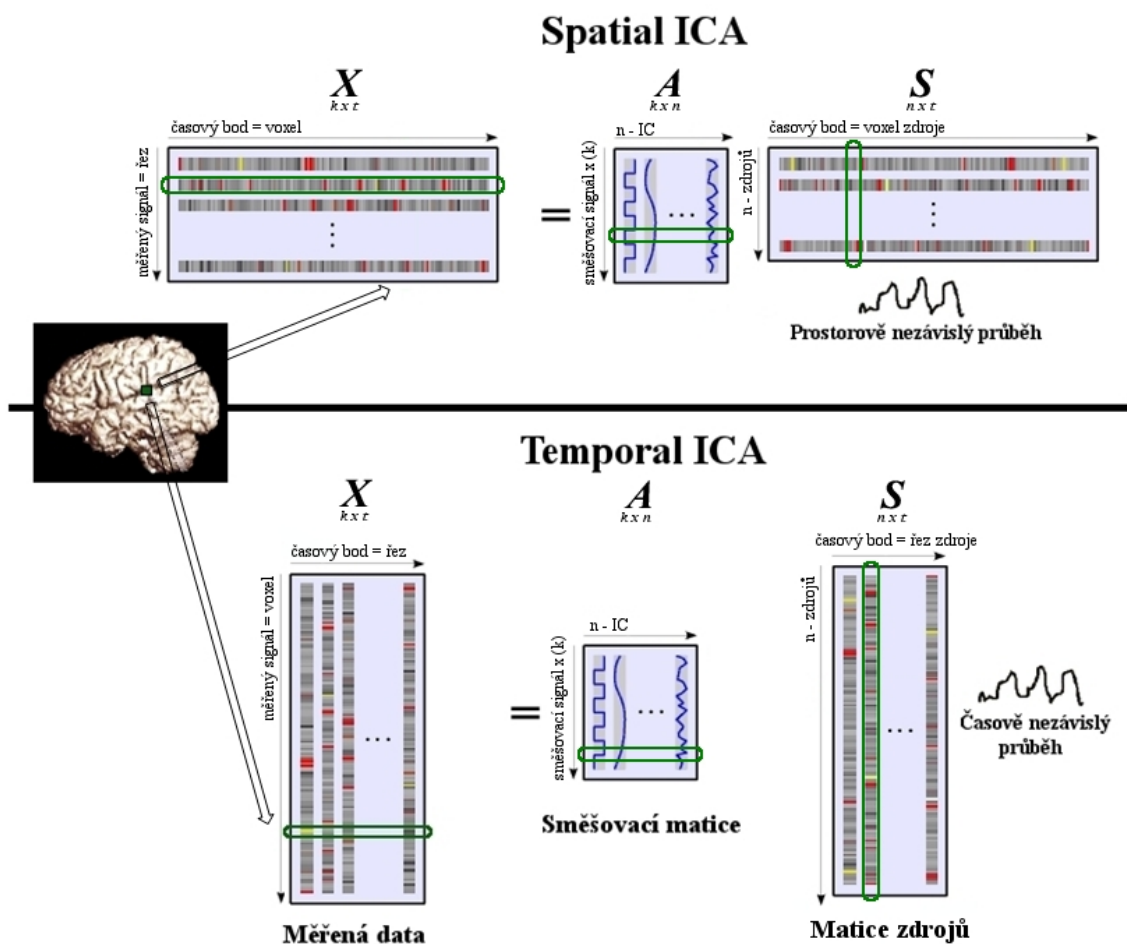 Spatial ICA
X
k x t
časový bod = voxel
měřený signál = řez
=
A
k x n
n - IC
směšovací signál x (k)
S
n x t
časový bod = voxel zdroje
n - zdrojů
Prostorově nezávislý průběh
Temporal ICA
X
k x t
časový bod = řez
měřený signál = voxel
Měřená data
=
A
k x n
n - IC
směšovací signál x (k)
Směšovací matice
S
n x t
časový bod = řez zdroje
n - zdrojů
Časově nezávislý
průběh
Matice zdrojů